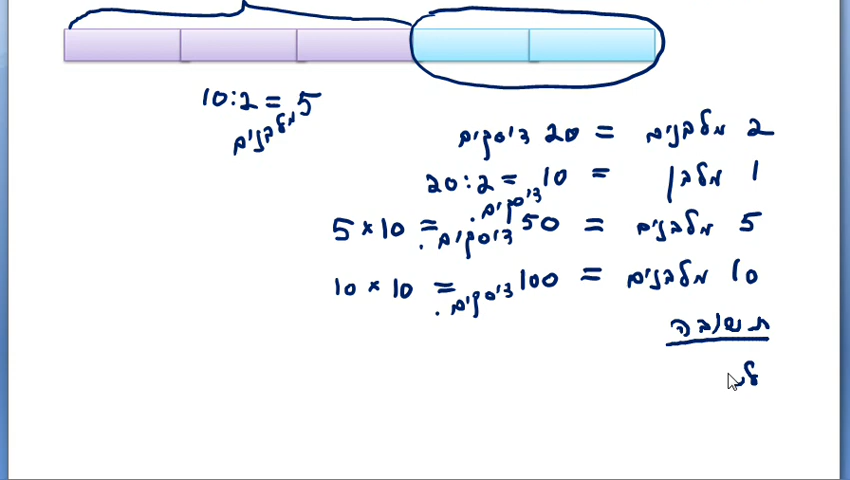 10:2 = 5
מלבנים
2 מלבנים = 20 דיסקים
1 מלבן = 10 דיסקים. = 20:2
5 מלבנים = 50 דיסקים. = 5 × 10
10 מלבנים = 100 דיסקים. = 10 × 10
תשובה